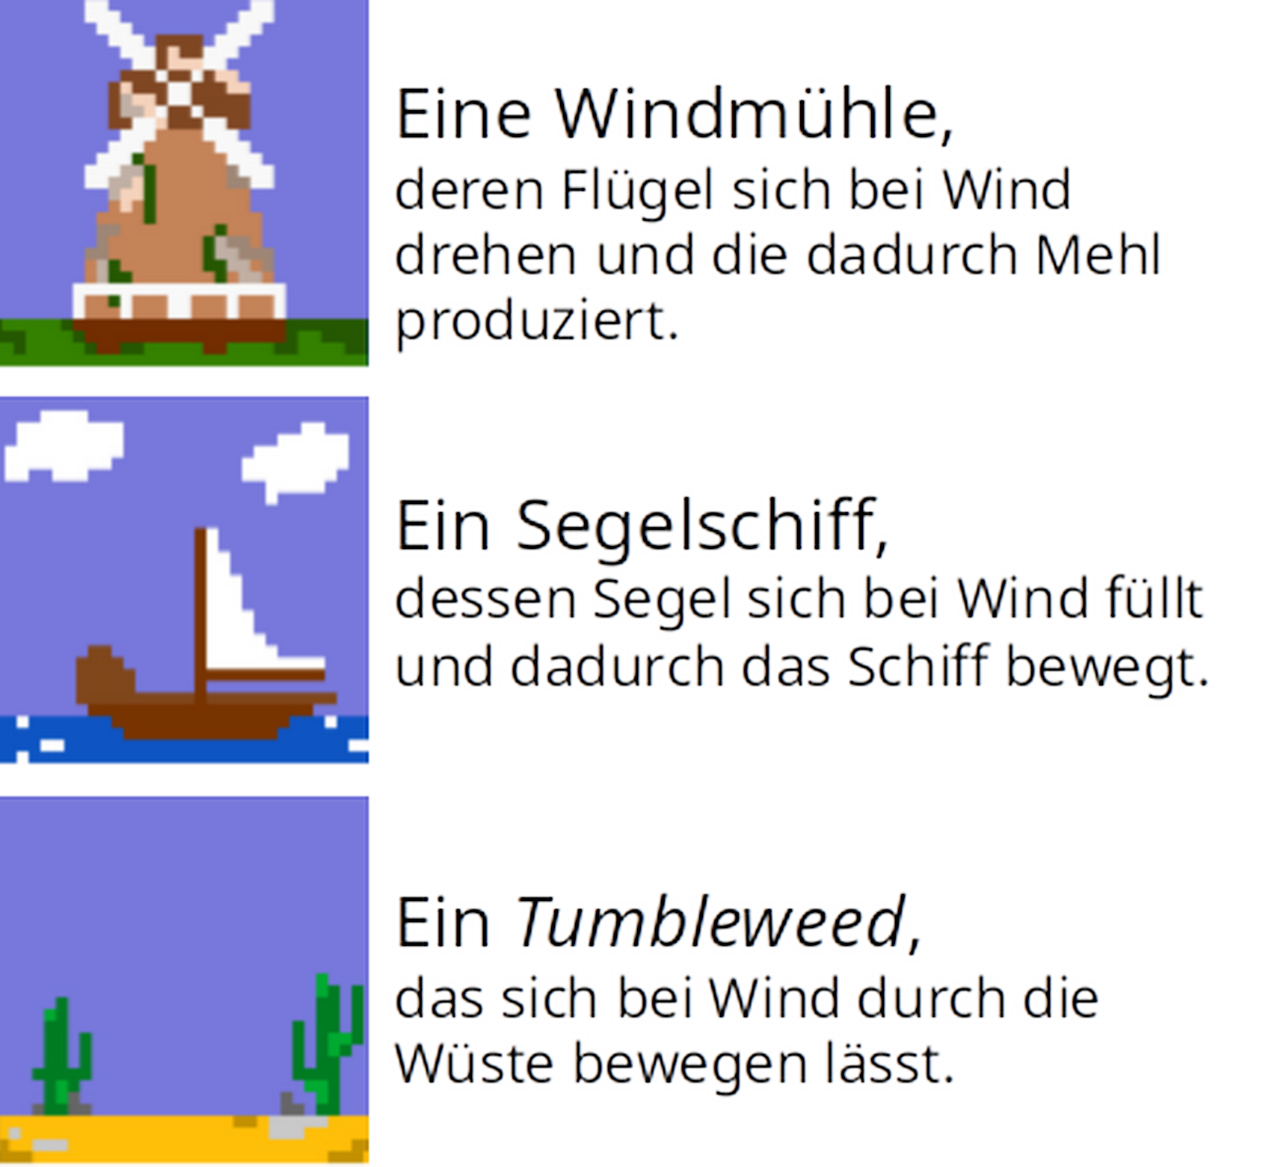 Eine Windmühle,
deren Flügel sich bei Wind
drehen und die dadurch Mehl
produziert.
Ein Segelschiff,
dessen Segel sich bei Wind füllt
und dadurch das Schiff bewegt.
Ein Tumbleweed,
das sich bei Wind durch die
Wüste bewegen lässt.